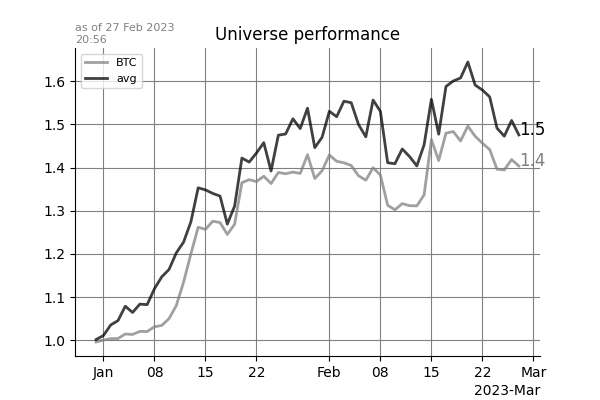 as of 27 Feb 2023
20:56
Universe performance
BTC
avg
1.6
1.5
1.4
1.3
1.2
1.1
1.0
1.5
1.4
Jan 08 15 22 Feb 08 15 22 Mar
2023-Mar